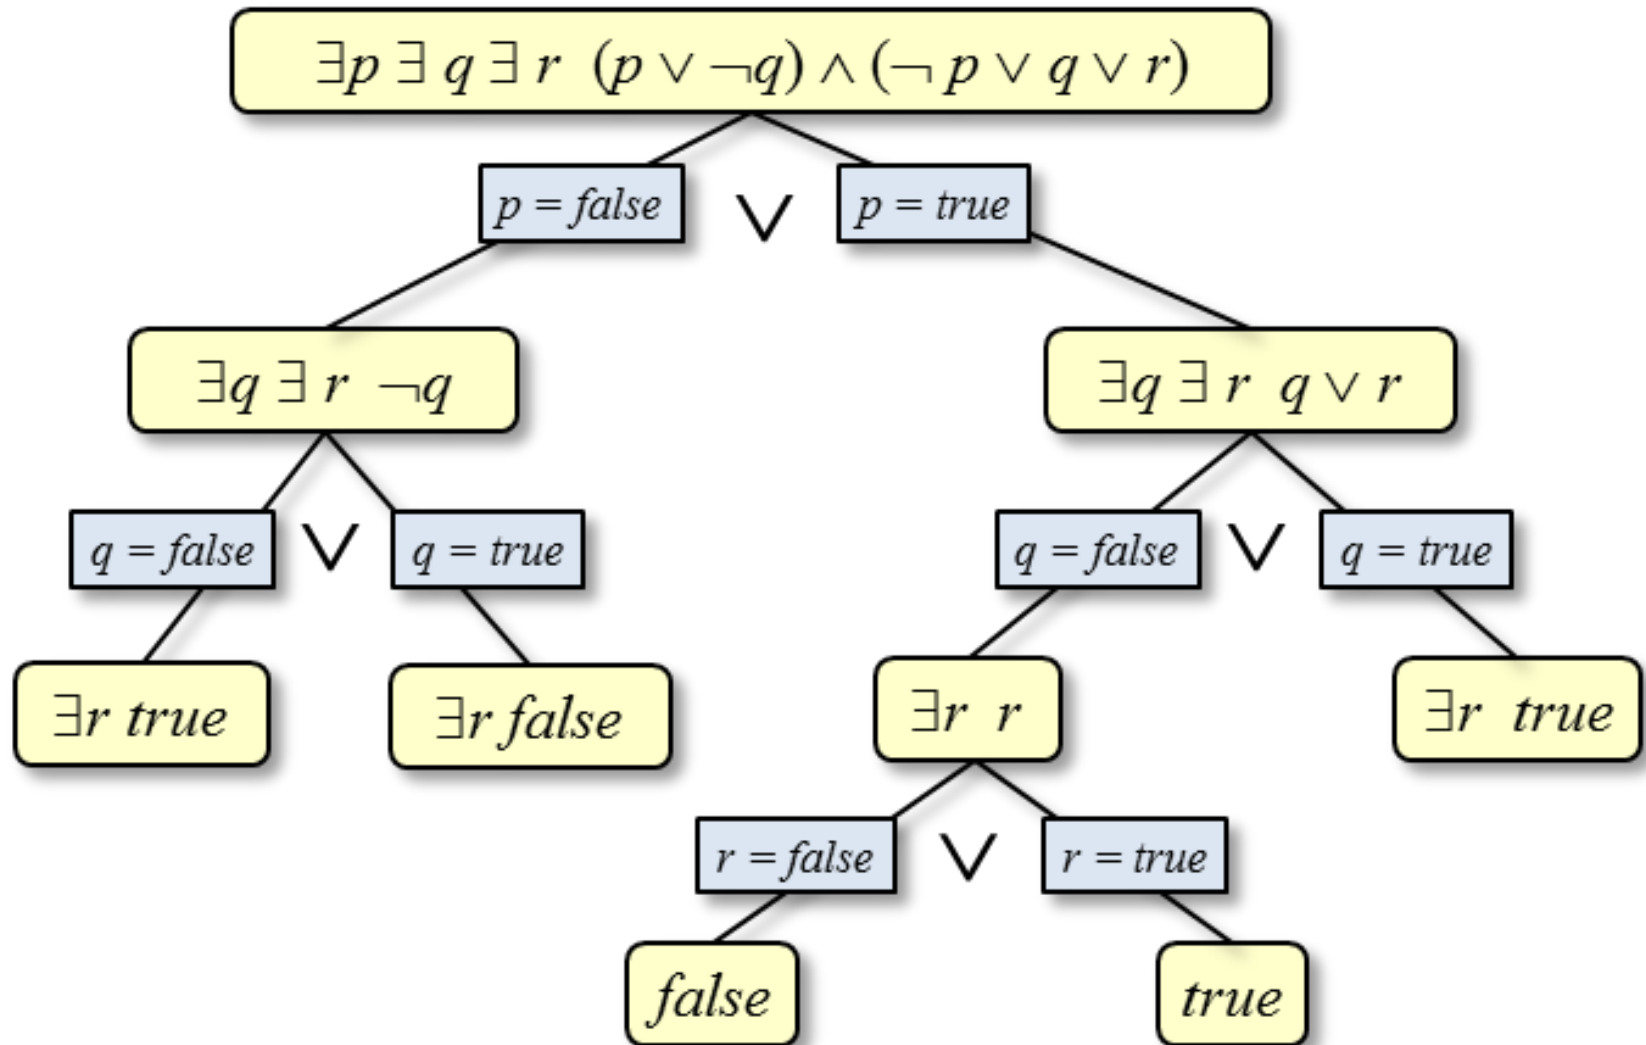 ∃p ∃ q ∃ r (p ∨ ¬q) ∧ (¬ p ∨ q ∨ r)
p = false ∨ p = true
∃q ∃ r ¬q
∃q ∃ r q ∨ r
q = false ∨ q = true
q = false ∨ q = true
∃r true
∃r false
∃r r
∃r true
r = false ∨ r = true
false
true